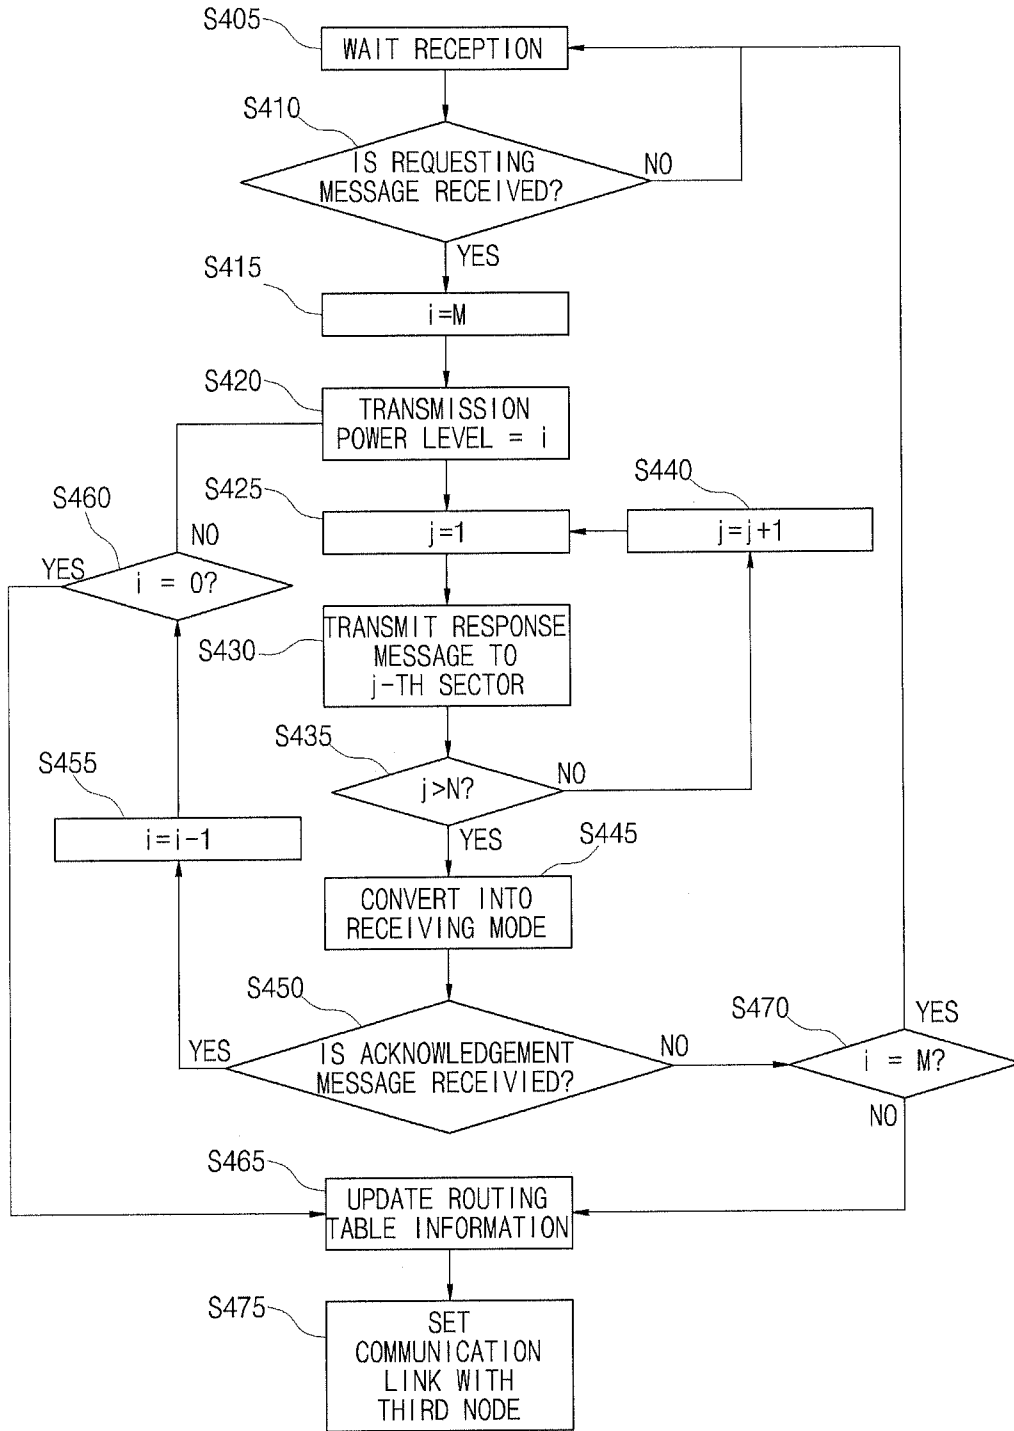 S405
WAIT RECEPTION
S410
IS REQUESTING
MESSAGE RECEIVED?
NO
YES
S415
i=M
S420
TRANSMISSION
POWER LEVEL = i
S425
j=1
S440
j=j+1
S460
NO
YES
i = 0?
S430
TRANSMIT RESPONSE
MESSAGE TO
j-TH SECTOR
S435
j>N?
NO
YES
S455
i=i-1
S445
CONVERT INTO
RECEIVING MODE
S450
YES
IS ACKNOWLEDGEMENT
MESSAGE RECEIVIED?
NO
S470
YES
i = M?
NO
S465
UPDATE ROUTING
TABLE INFORMATION
S475
SET
COMMUNICATION
LINK WITH
THIRD NODE